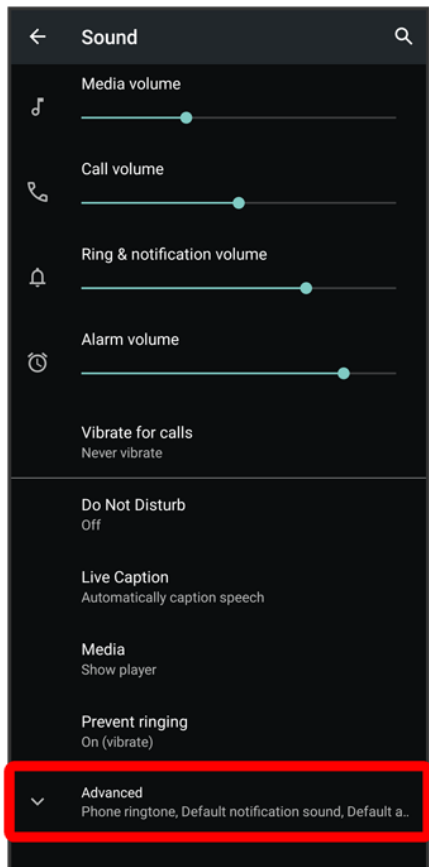 Sound
Media volume
Call volume
Ring & notification volume
Alarm volume
Vibrate for calls
Never vibrate
Do Not Disturb
Off
Live Caption
Automatically caption speech
Media
Show player
Prevent ringing
On (vibrate)
Advanced
Phone ringtone, Default notification sound, Default a..